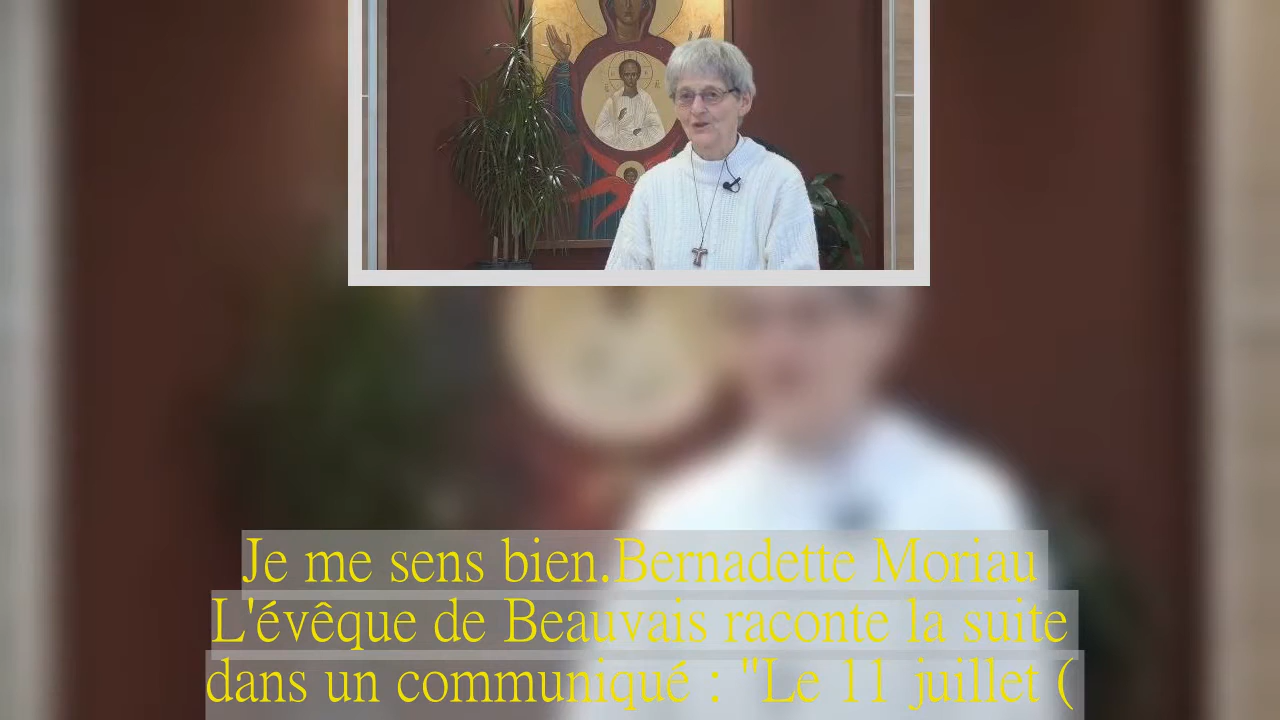 Je me sens bien.Bernadette Moriau
L'évêque de Beauvais raconte la suite
dans un communiqué : "Le 11 juillet (